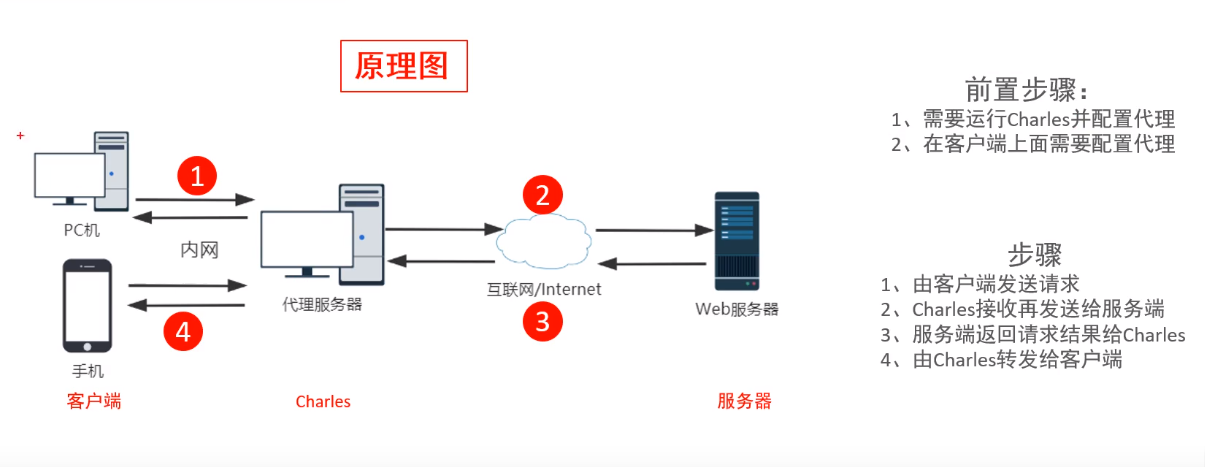 原理图
前置步骤：
1、需要运行Charles并配置代理
2、在客户端上面需要配置代理
1
2
PC机
内网
代理服务器
互联网/Internet
Web服务器
3
4
手机
客户端
Charles
服务器
步骤
1、由客户端发送请求
2、Charles接收再发送给服务端
3、服务端返回请求结果给Charles
4、由Charles转发给客户端